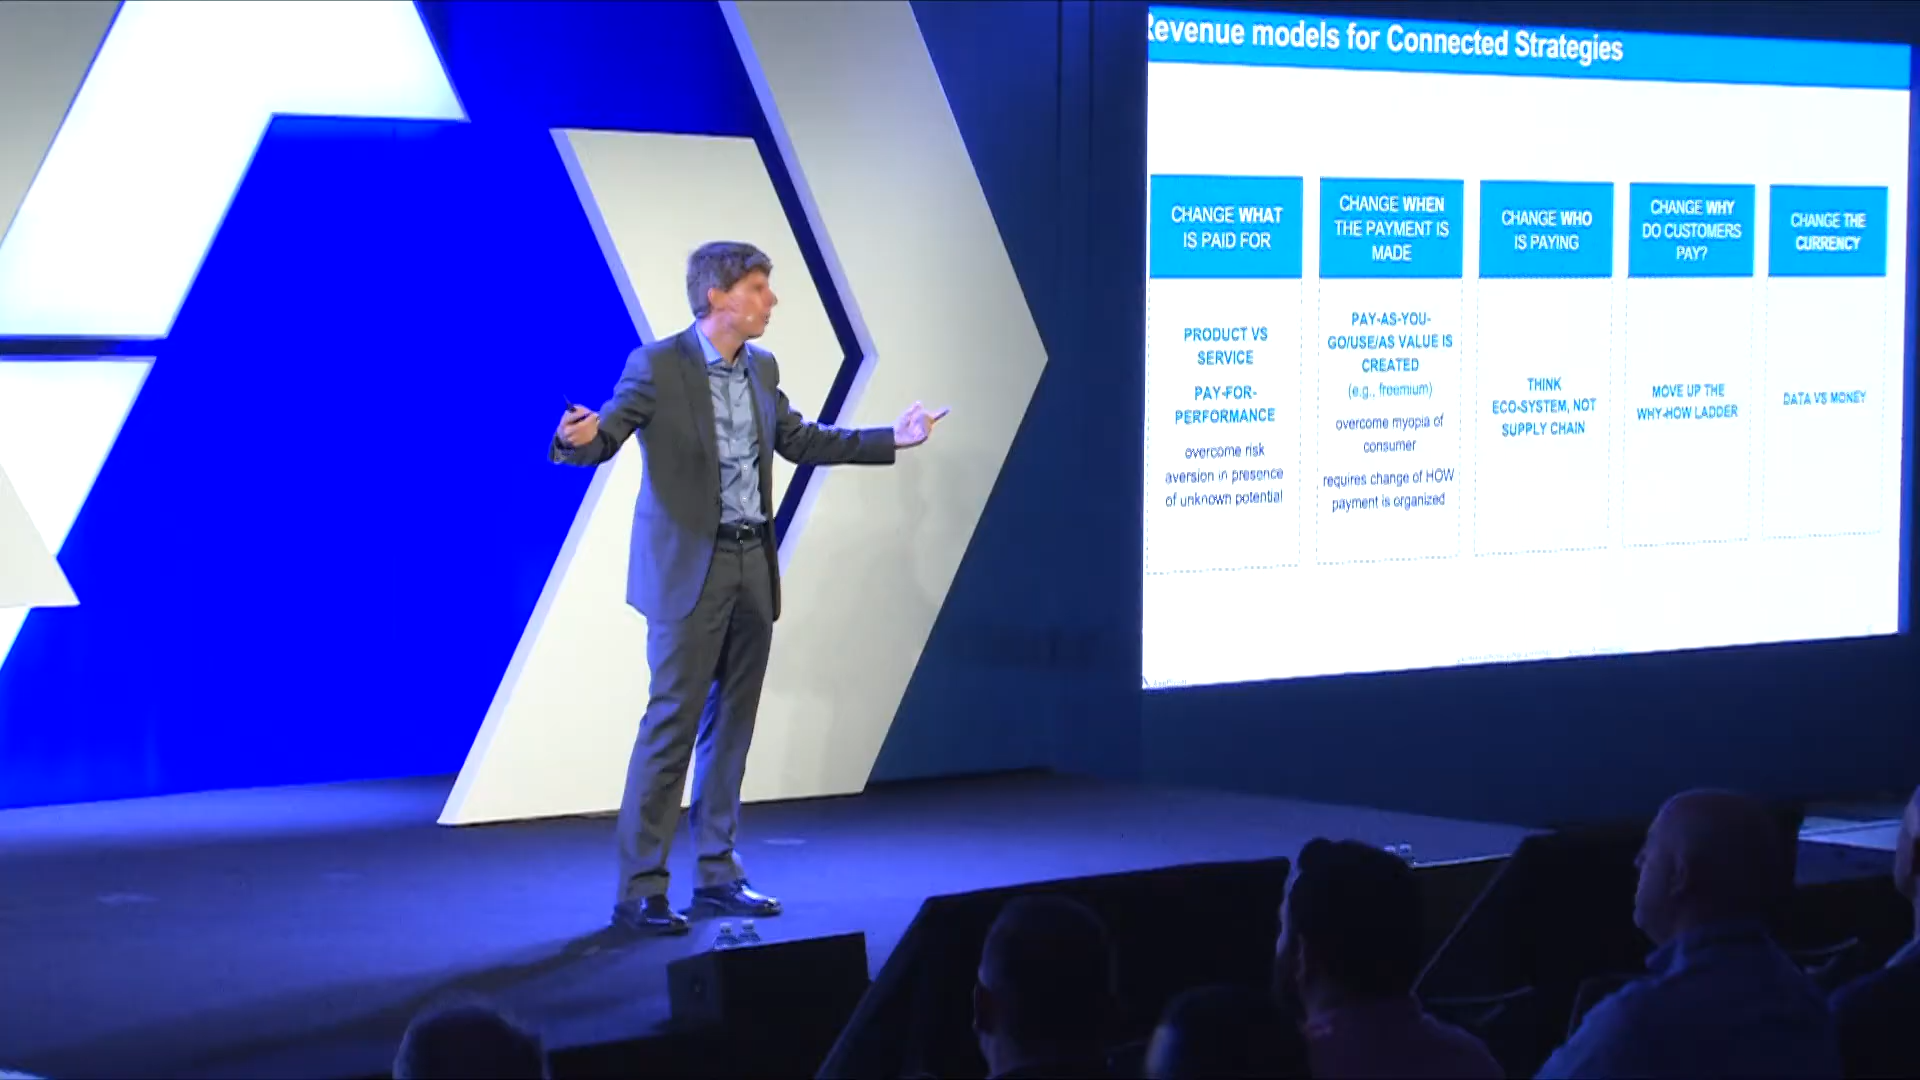 Revenue models for Connected Strategies
CHANGE WHAT
IS PAID FOR
PRODUCT VS
SERVICE
PAY-FOR-
PERFORMANCE
overcome risk
aversion in presence
of unknown potential
CHANGE WHEN
THE PAYMENT IS
MADE
PAY-AS-YOU-
GO/USE/AS VALUE IS
CREATED
(e.g., freemium)
overcome myopia of
consumer
requires change of HOW
payment is organized
CHANGE WHO
IS PAYING
THINK
ECO-SYSTEM, NOT
SUPPLY CHAIN
CHANGE WHY
DO CUSTOMERS
PAY?
MOVE UP THE
WHY-HOW LADDER
CHANGE THE
CURRENCY
DATA VS MONEY